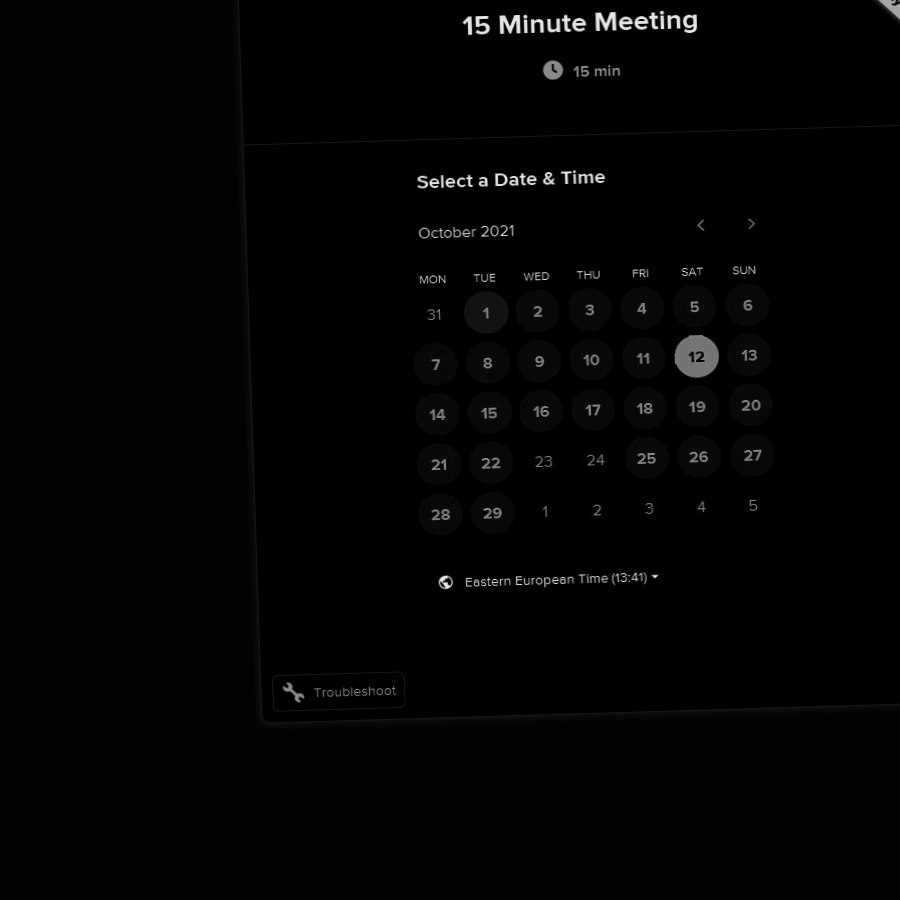 15 Minute Meeting
15 min
Select a Date & Time
October 2021
MON TUE WED THU FRI SAT SUN
31 1 2 3 4 5 6
7 8 9 10 11 12 13
14 15 16 17 18 19 20
21 22 23 24 25 26 27
28 29 1 2 3 4 5
Eastern European Time (13:41)
Troubleshoot